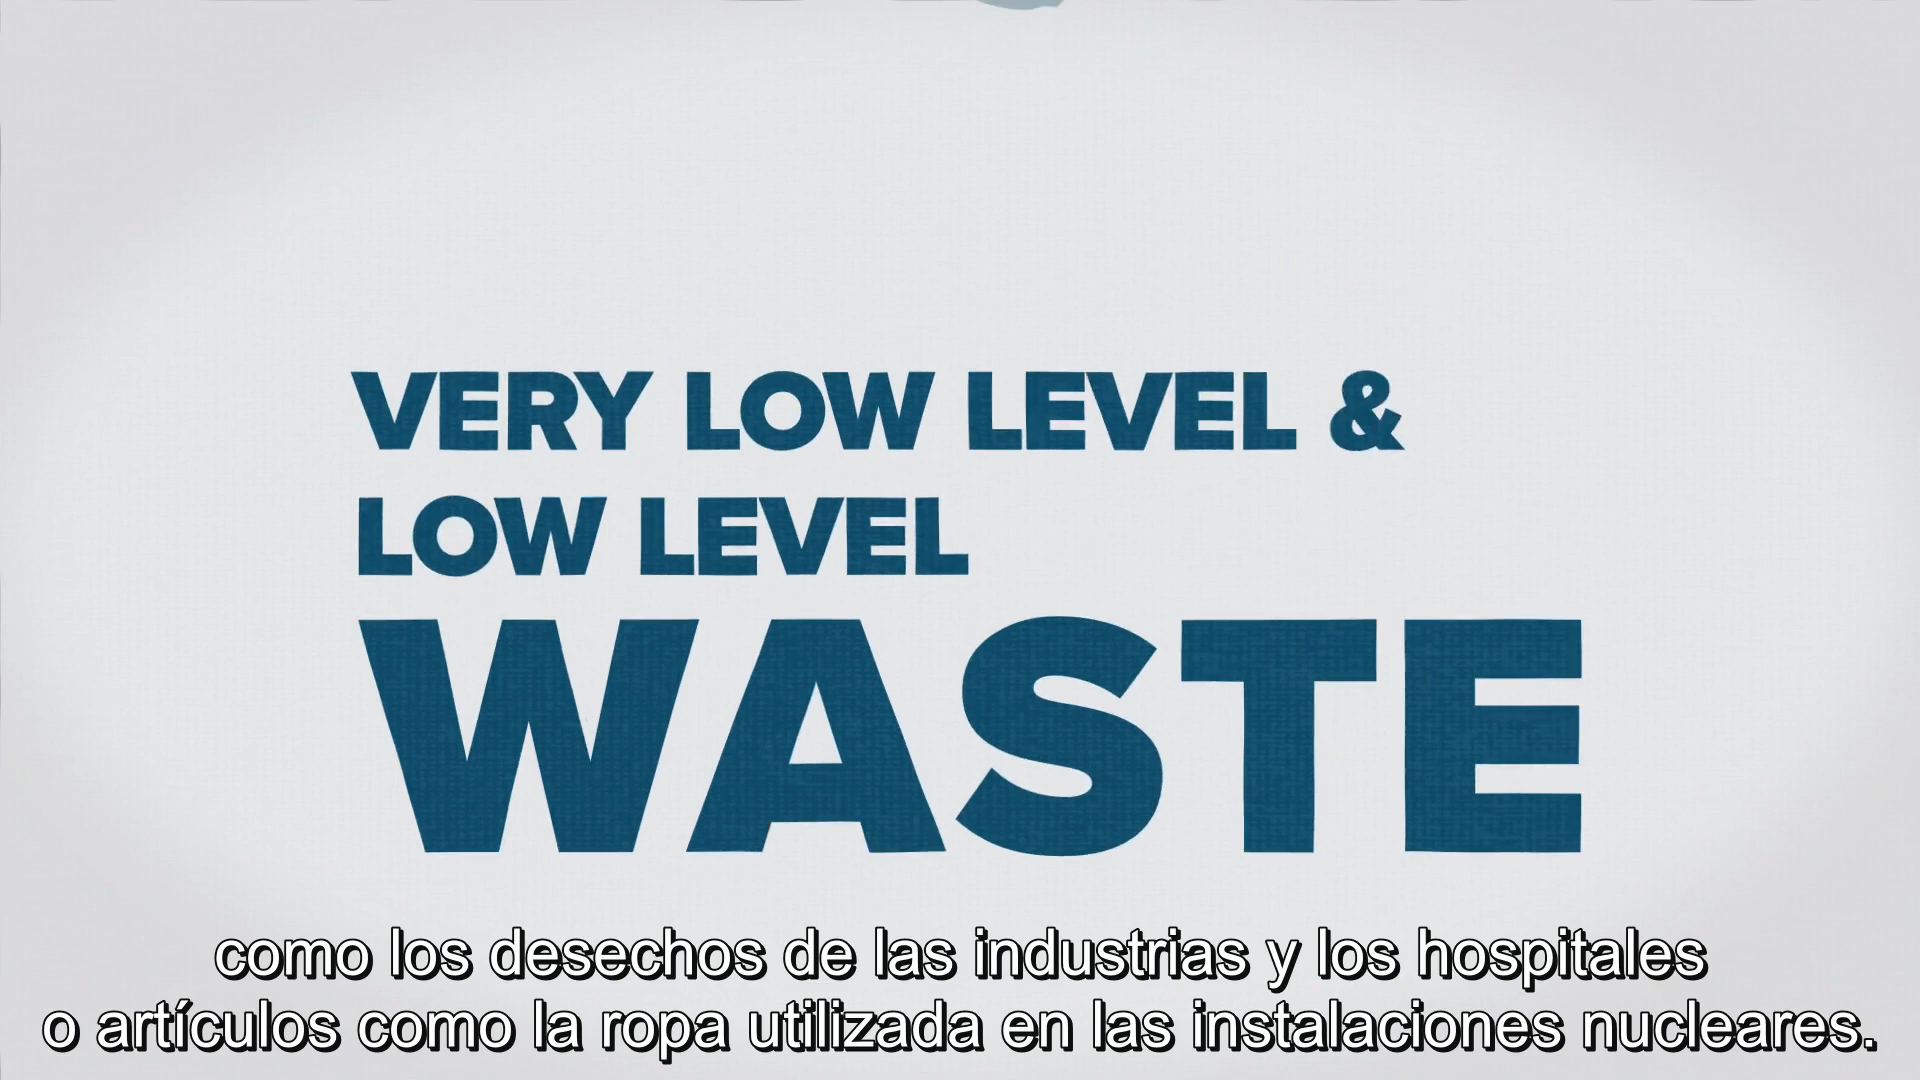 VERY LOW LEVEL &
LOW LEVEL
WASTE
como los desechos de las industrias y los hospitales
o artículos como la ropa utilizada en las instalaciones nucleares.